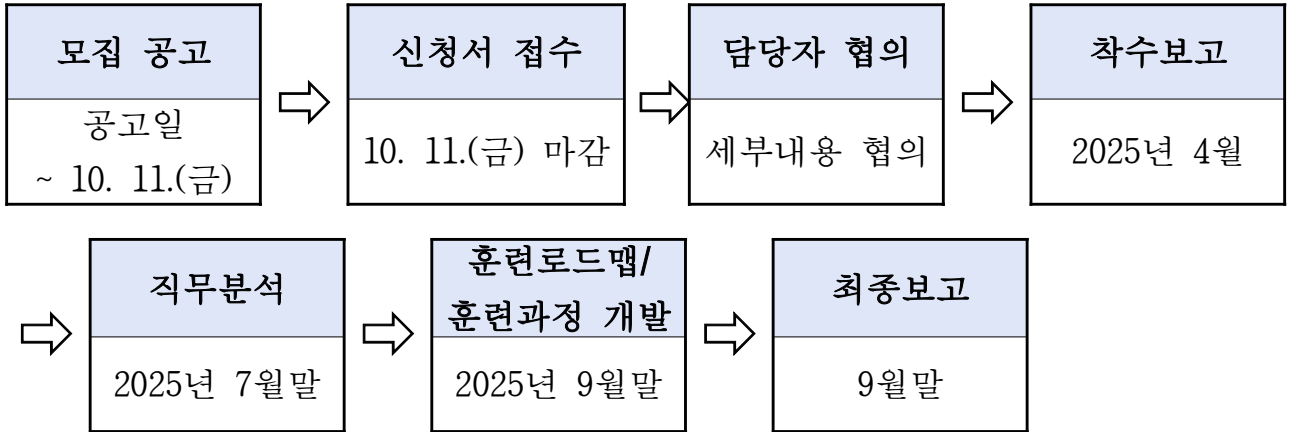 모집 공고
공고일
~ 10. 11.(금)
신청서 접수
10. 11.(금) 마감
담당자 협의
세부내용 협의
착수보고
2025년 4월
직무분석
2025년 7월말
훈련로드맵/
훈련과정 개발
2025년 9월말
최종보고
9월말